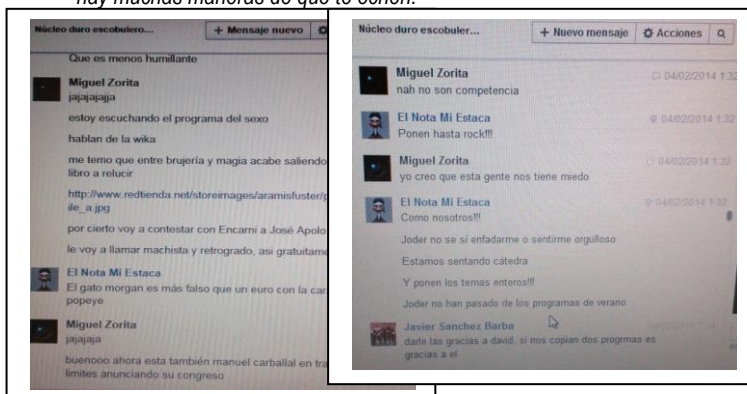 hay muchas maneras de que te echen.
Núcleo duro escobulero...
+ Mensaje nuevo
Que es menos humillante
Miguel Zorita
jajajajjja
estoy escuchando el programa del sexo
hablan de la wika
me temo que entre brujería y magia acabe saliendo
libro a relucir
http://www.redtienda.net/storeimages/aramisfuster/p
ile_a.jpg
por cierto voy a contestar con Encarni a José Apolo
le voy a llamar machista y retrogrado, asi gratuitame
El Nota Mi Estaca
El gato morgan es más falso que un euro con la car
popeye
Miguel Zorita
jajajaja
buenooo ahora esta también manuel carballal en tra
limites anunciando su congreso
Núcleo duro escobuler...
+ Nuevo mensaje
Acciones
Miguel Zorita
04/02/2014 1:32
nah no son competencia
El Nota Mi Estaca
04/02/2014 1:32
Ponen hasta rock!!!
Miguel Zorita
04/02/2014 1:32
yo creo que esta gente nos tiene miedo
El Nota Mi Estaca
04/02/2014 1:32
Como nosotros!!!
Joder no se si enfadarme o sentirme orgulloso
Estamos sentando cátedra
Y ponen los temas enteros!!!
Joder no han pasado de los programas de verano
Javier Sanchez Barba
darle las gracias a david, si nos copian dos progrmas es
gracias a el